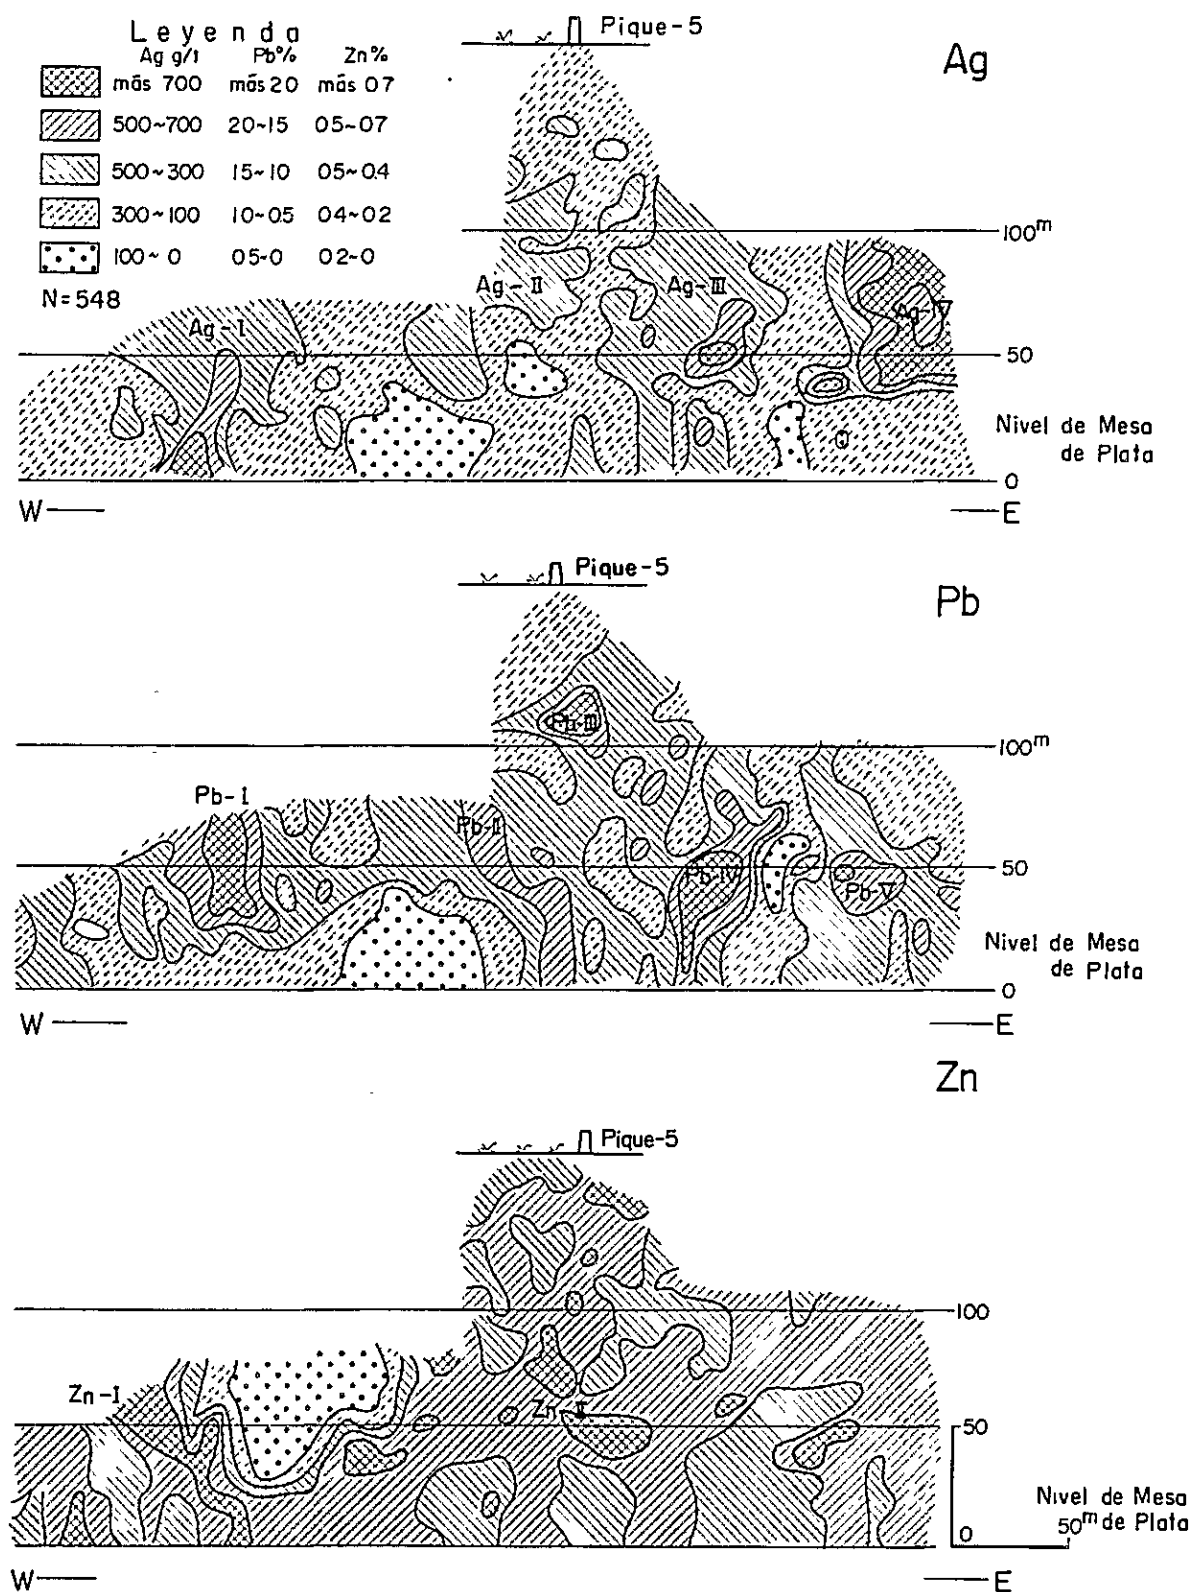 Leyenda
Ag g/t Pb% Zn%
más 700 más 20 más 07
500~700 20~15 05~07
500~300 15~10 05~0.4
300~100 10~05 04~02
100~0 05~0 02~0
N=548
Pique-5
Ag
Ag-I
Ag-II
Ag-III
Ag-IV
100m
50
Nivel de Mesa
de Plata
0
W
E
Pique-5
Pb
Pb-I
Pb-II
Pb-III
Pb-IV
Pb-V
100m
50
Nivel de Mesa
de Plata
0
W
E
Zn
Pique-5
Zn-I
Zn-II
100
50
Nivel de Mesa
0 50m de Plata
W
E